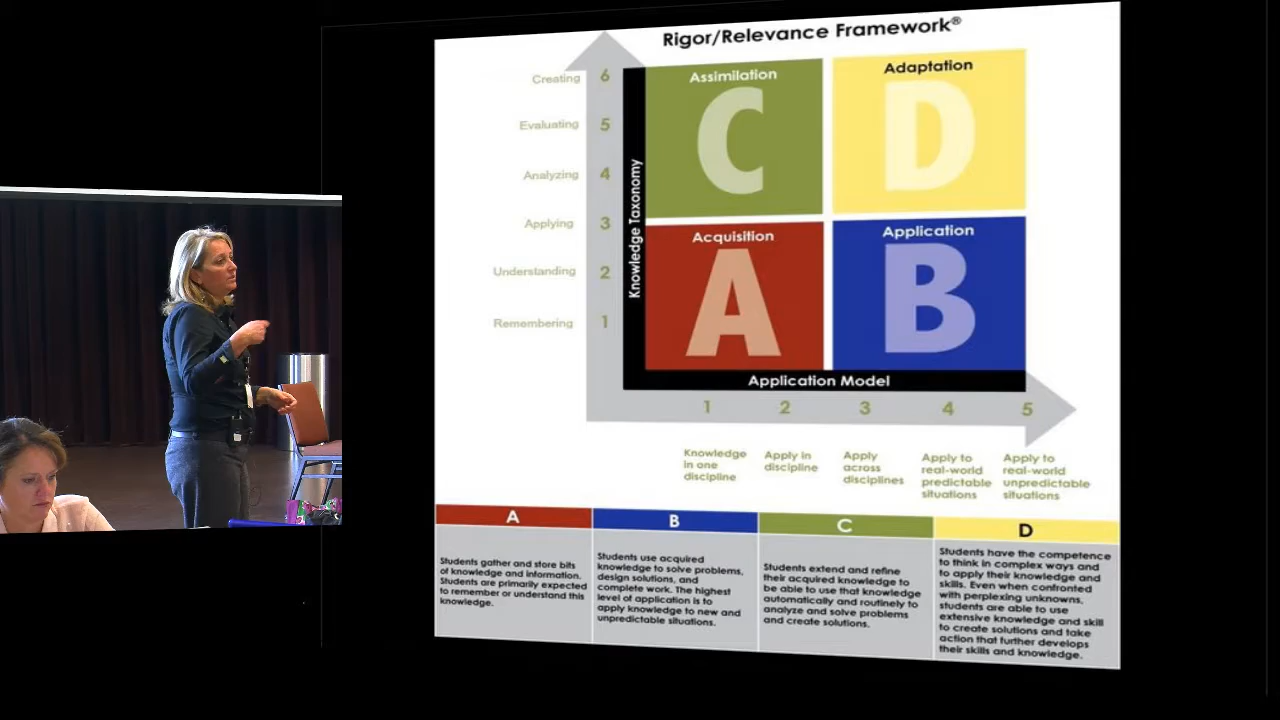 Rigor/Relevance Framework®
Creating 6
Evaluating 5
Analyzing 4
Applying 3
Understanding 2
Remembering 1
Knowledge Taxonomy
Assimilation
C
Adaptation
D
Acquisition
A
Application
B
Application Model
1 2 3 4 5
Knowledge
in one
discipline
Apply in
discipline
Apply
across
disciplines
Apply to
real-world
predictable
situations
Apply to
real-world
unpredictable
situations
A
Students gather and store bits
of knowledge and information.
Students are primarily expected
to remember or understand this
knowledge.
B
Students use acquired
knowledge to solve problems,
design solutions, and
complete work. The highest
level of application is to
apply knowledge to new and
unpredictable situations.
C
Students extend and refine
their acquired knowledge to
be able to use that knowledge
automatically and routinely to
analyze and solve problems
and create solutions.
D
Students have the competence
to think in complex ways and
to apply their knowledge and
skills. Even when confronted
with perplexing unknowns,
students are able to use
extensive knowledge and skill
to create solutions and take
action that further develops
their skills and knowledge.